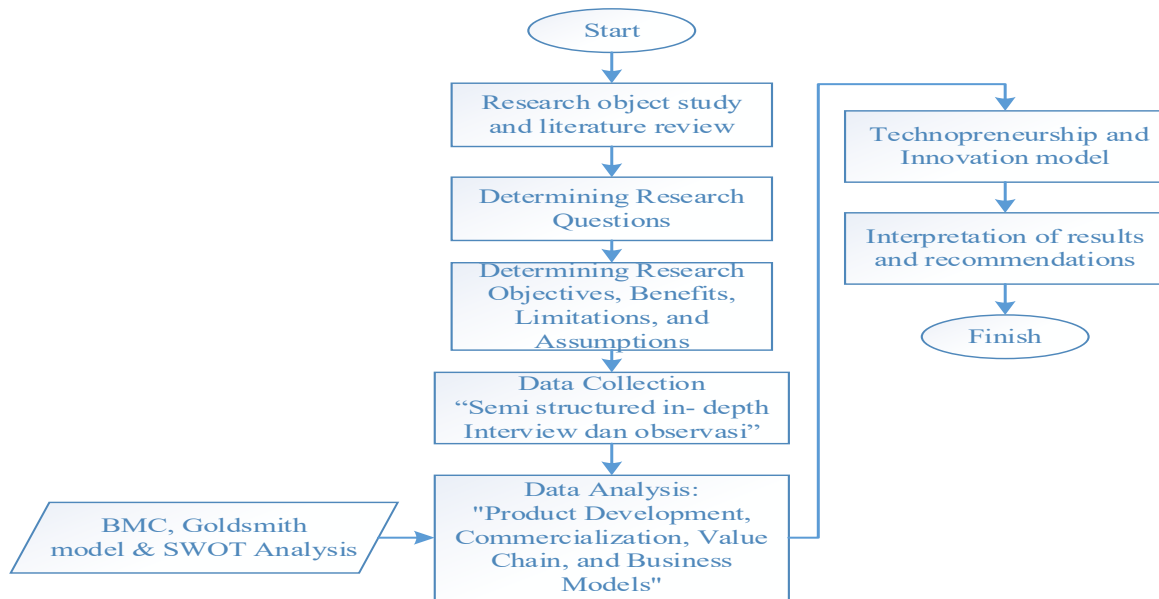 Start
Research object study
and literature review
Determining Research
Questions
Determining Research
Objectives, Benefits,
Limitations, and
Assumptions
Data Collection
“Semi structured in- depth
Interview dan observasi”
BMC, Goldsmith
model & SWOT Analysis
Data Analysis:
"Product Development,
Commercialization, Value
Chain, and Business
Models"
Technopreneurship and
Innovation model
Interpretation of results
and recommendations
Finish